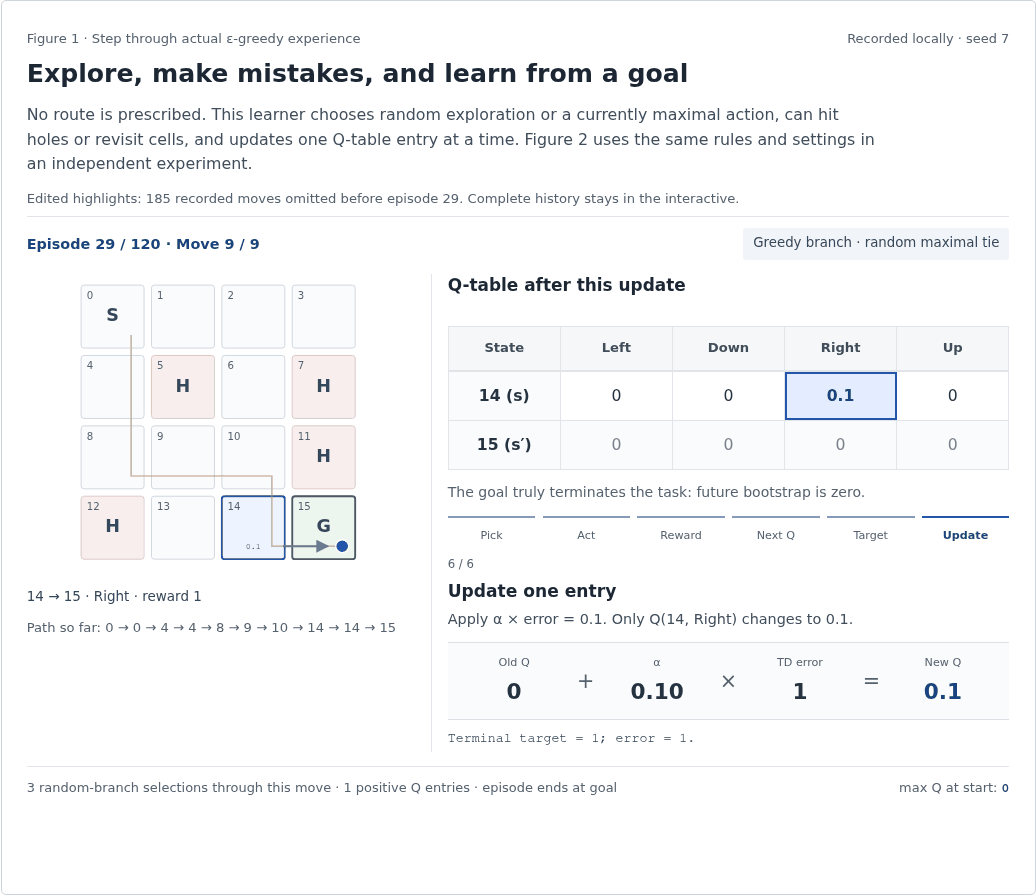 Figure 1 · Step through actual ε-greedy experience
Recorded locally · seed 7
Explore, make mistakes, and learn from a goal
No route is prescribed. This learner chooses random exploration or a currently maximal action, can hit
holes or revisit cells, and updates one Q-table entry at a time. Figure 2 uses the same rules and settings in
an independent experiment.
Edited highlights: 185 recorded moves omitted before episode 29. Complete history stays in the interactive.
Episode 29 / 120 · Move 9 / 9
Greedy branch · random maximal tie
0 1 2 3
S
4 5 6 7
H H
8 9 10 11
H
12 13 14 15
H G
0.1
14 → 15 · Right · reward 1
Path so far: 0 → 0 → 4 → 4 → 8 → 9 → 10 → 14 → 14 → 15
Q-table after this update
State Left Down Right Up
14 (s) 0 0 0.1 0
15 (s′) 0 0 0 0
The goal truly terminates the task: future bootstrap is zero.
Pick Act Reward Next Q Target Update
6 / 6
Update one entry
Apply α × error = 0.1. Only Q(14, Right) changes to 0.1.
Old Q α TD error New Q
0 + 0.10 × 1 = 0.1
Terminal target = 1; error = 1.
3 random-branch selections through this move · 1 positive Q entries · episode ends at goal
max Q at start: 0